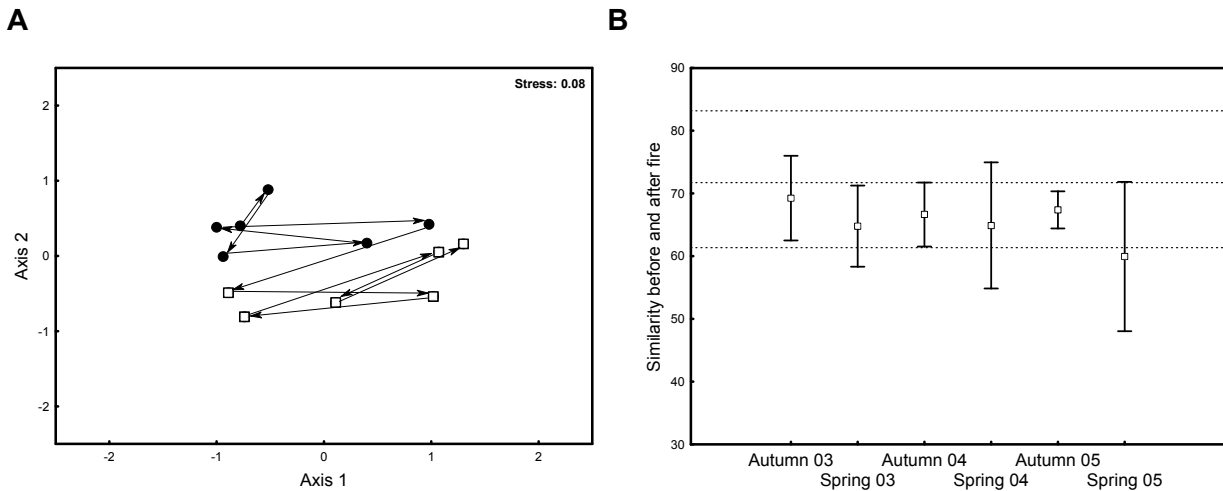 A
Stress: 0.08
Axis 2
2
1
0
-1
-2
-2
-1
0
1
2
Axis 1
B
Similarity before and after fire
90
80
70
60
50
40
30
Autumn 03
Autumn 04
Autumn 05
Spring 03
Spring 04
Spring 05